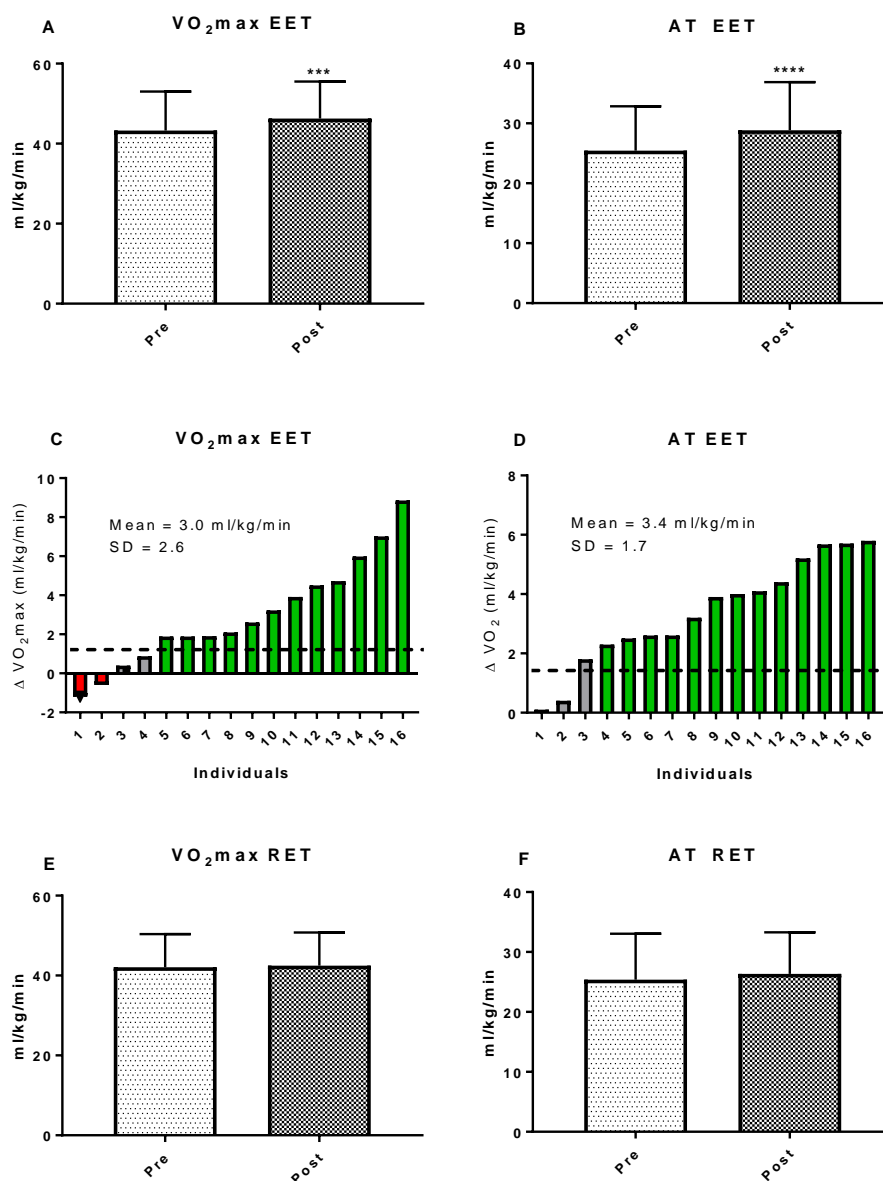 A
VO2max EET
60
40
20
0
ml/kg/min
***
Pre
Post
B
AT EET
40
30
20
10
0
ml/kg/min
****
Pre
Post
C
VO2max EET
10
8
6
4
2
0
-2
Δ VO2max (ml/kg/min)
Mean = 3.0 ml/kg/min
SD = 2.6
1 2 3 4 5 6 7 8 9 10 11 12 13 14 15 16
Individuals
D
AT EET
8
6
4
2
0
Δ VO2 (ml/kg/min)
Mean = 3.4 ml/kg/min
SD = 1.7
1 2 3 4 5 6 7 8 9 10 11 12 13 14 15 16
Individuals
E
VO2max RET
60
40
20
0
ml/kg/min
Pre
Post
F
AT RET
40
30
20
10
0
ml/kg/min
Pre
Post